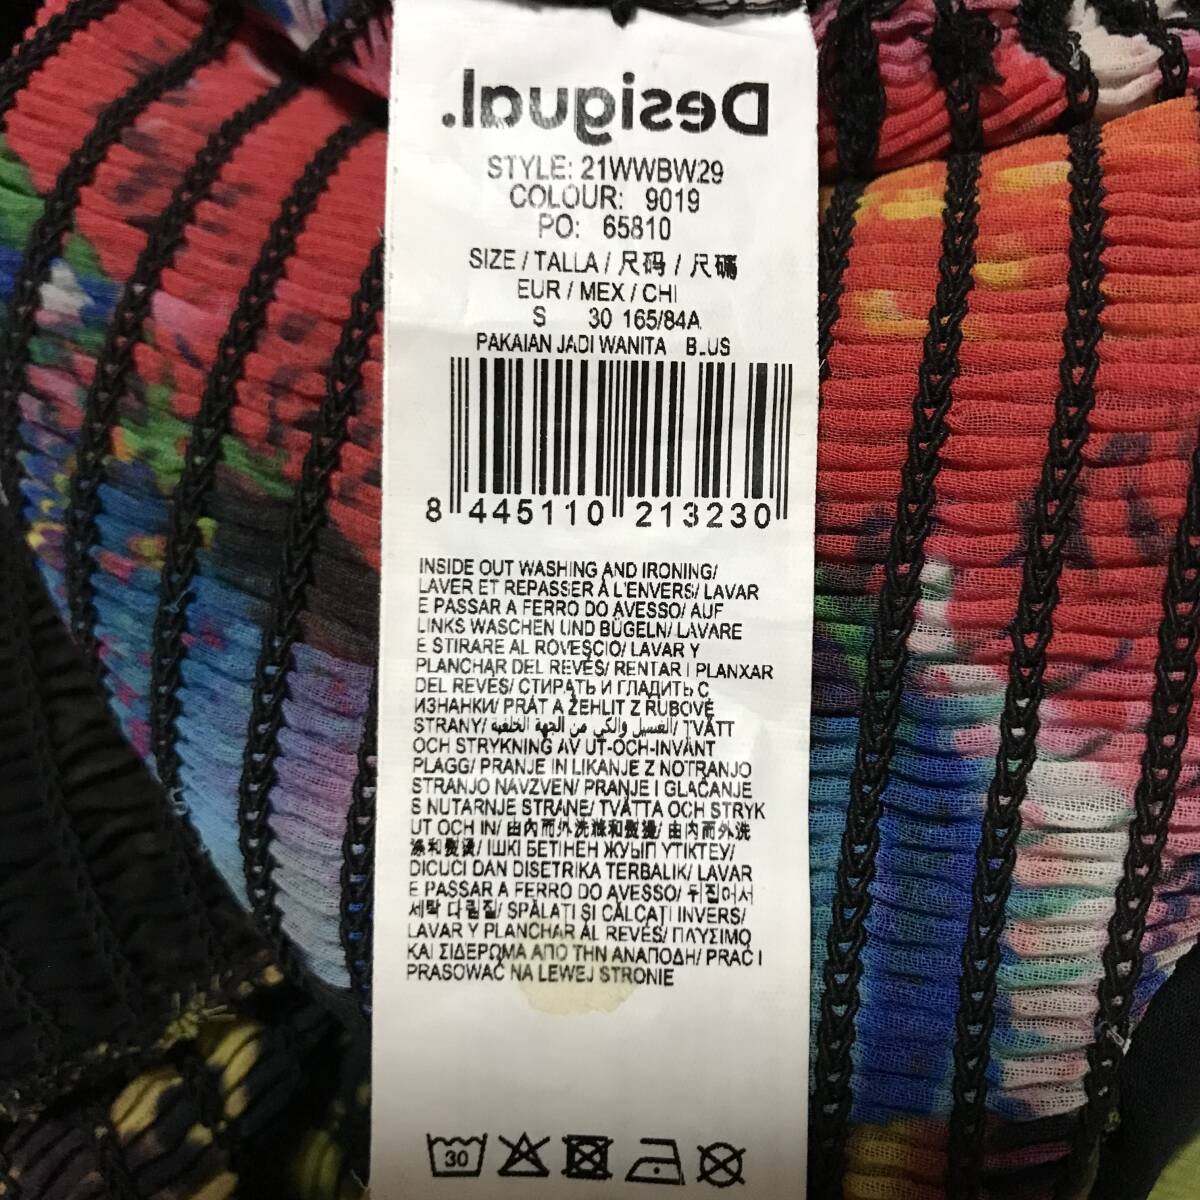 Desigual.
STYLE: 21WWBW29
COLOUR: 9019
PO: 65810
SIZE / TALLA / 尺码 / 尺碼
EUR / MEX / CHI
S 30 165/84A
PAKAIAN JADI WANITA BLUS
8 445110 213230
INSIDE OUT WASHING AND IRONING/
LAVER ET REPASSER À L'ENVERS/ LAVAR
E PASSAR A FERRO DO AVESSO/ AUF
LINKS WASCHEN UND BÜGELN/ LAVARE
E STIRARE AL ROVESCIO/ LAVAR Y
PLANCHAR DEL REVÉS/ RENTAR I PLANXAR
DEL REVÉS/ СТИРАТЬ И ГЛАДИТЬ С
ИЗНАНКИ/ PRÁT A ŽEHLIT Z RUBOVÉ
STRANY/ الغسيل والكي من الجهة الخلفية/ TVÄTT
OCH STRYKNING AV UT-OCH-INVÄNT
PLAGG/ PRANJE IN LIKANJE Z NOTRANJO
STRANJO NAVZVEN/ PRANJE I GLAČANJE
S NUTARNJE STRANE/ TVÄTTA OCH STRYK
UT OCH IN/ 由內而外洗滌和熨燙/ 由内而外洗
涤和熨烫/ ІШКІ БЕТІНЕН ЖУЫП ҮТІКТЕУ/
DICUCI DAN DISETRIKA TERBALIK/ LAVAR
E PASSAR A FERRO DO AVESSO/ 뒤집어서
세탁 다림질/ SPĂLAȚI ȘI CĂLCAȚI INVERS/
LAVAR Y PLANCHAR AL REVÉS/ ΠΛΥΣΙΜΟ
ΚΑΙ ΣΙΔΕΡΩΜΑ ΑΠΟ ΤΗΝ ΑΝΑΠΟΔΗ/ PRAĆ I
PRASOWAĆ NA LEWEJ STRONIE
30